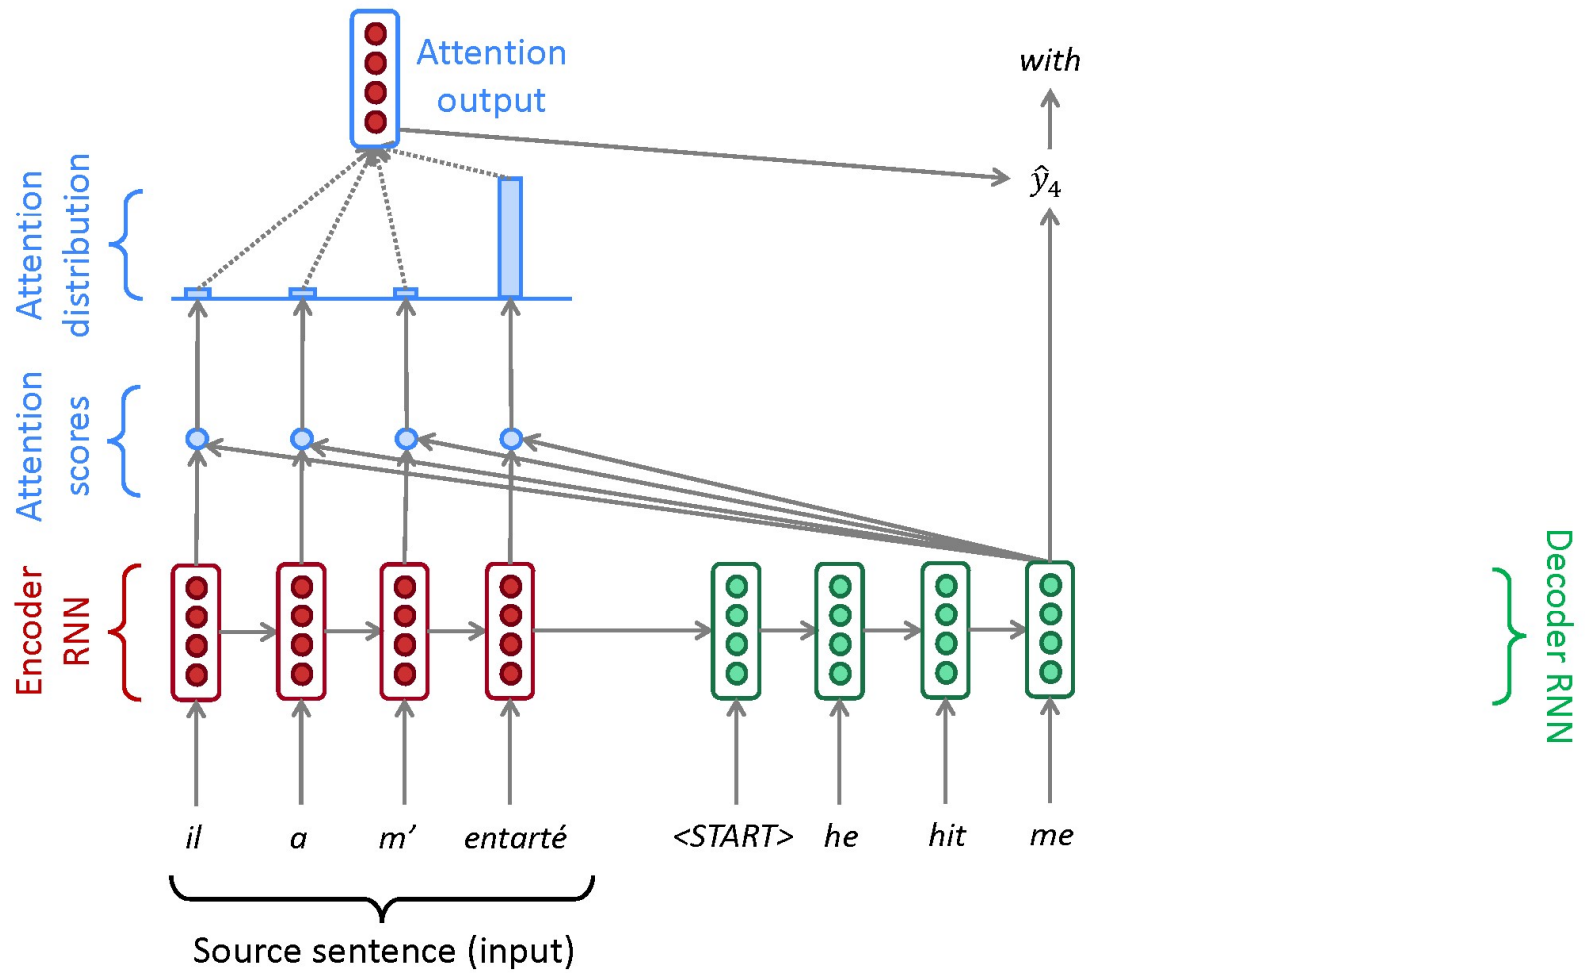 Attention
output
with
Attention
distribution
ŷ₄
Attention
scores
Encoder
RNN
Decoder RNN
il a m’ entarté <START> he hit me
Source sentence (input)